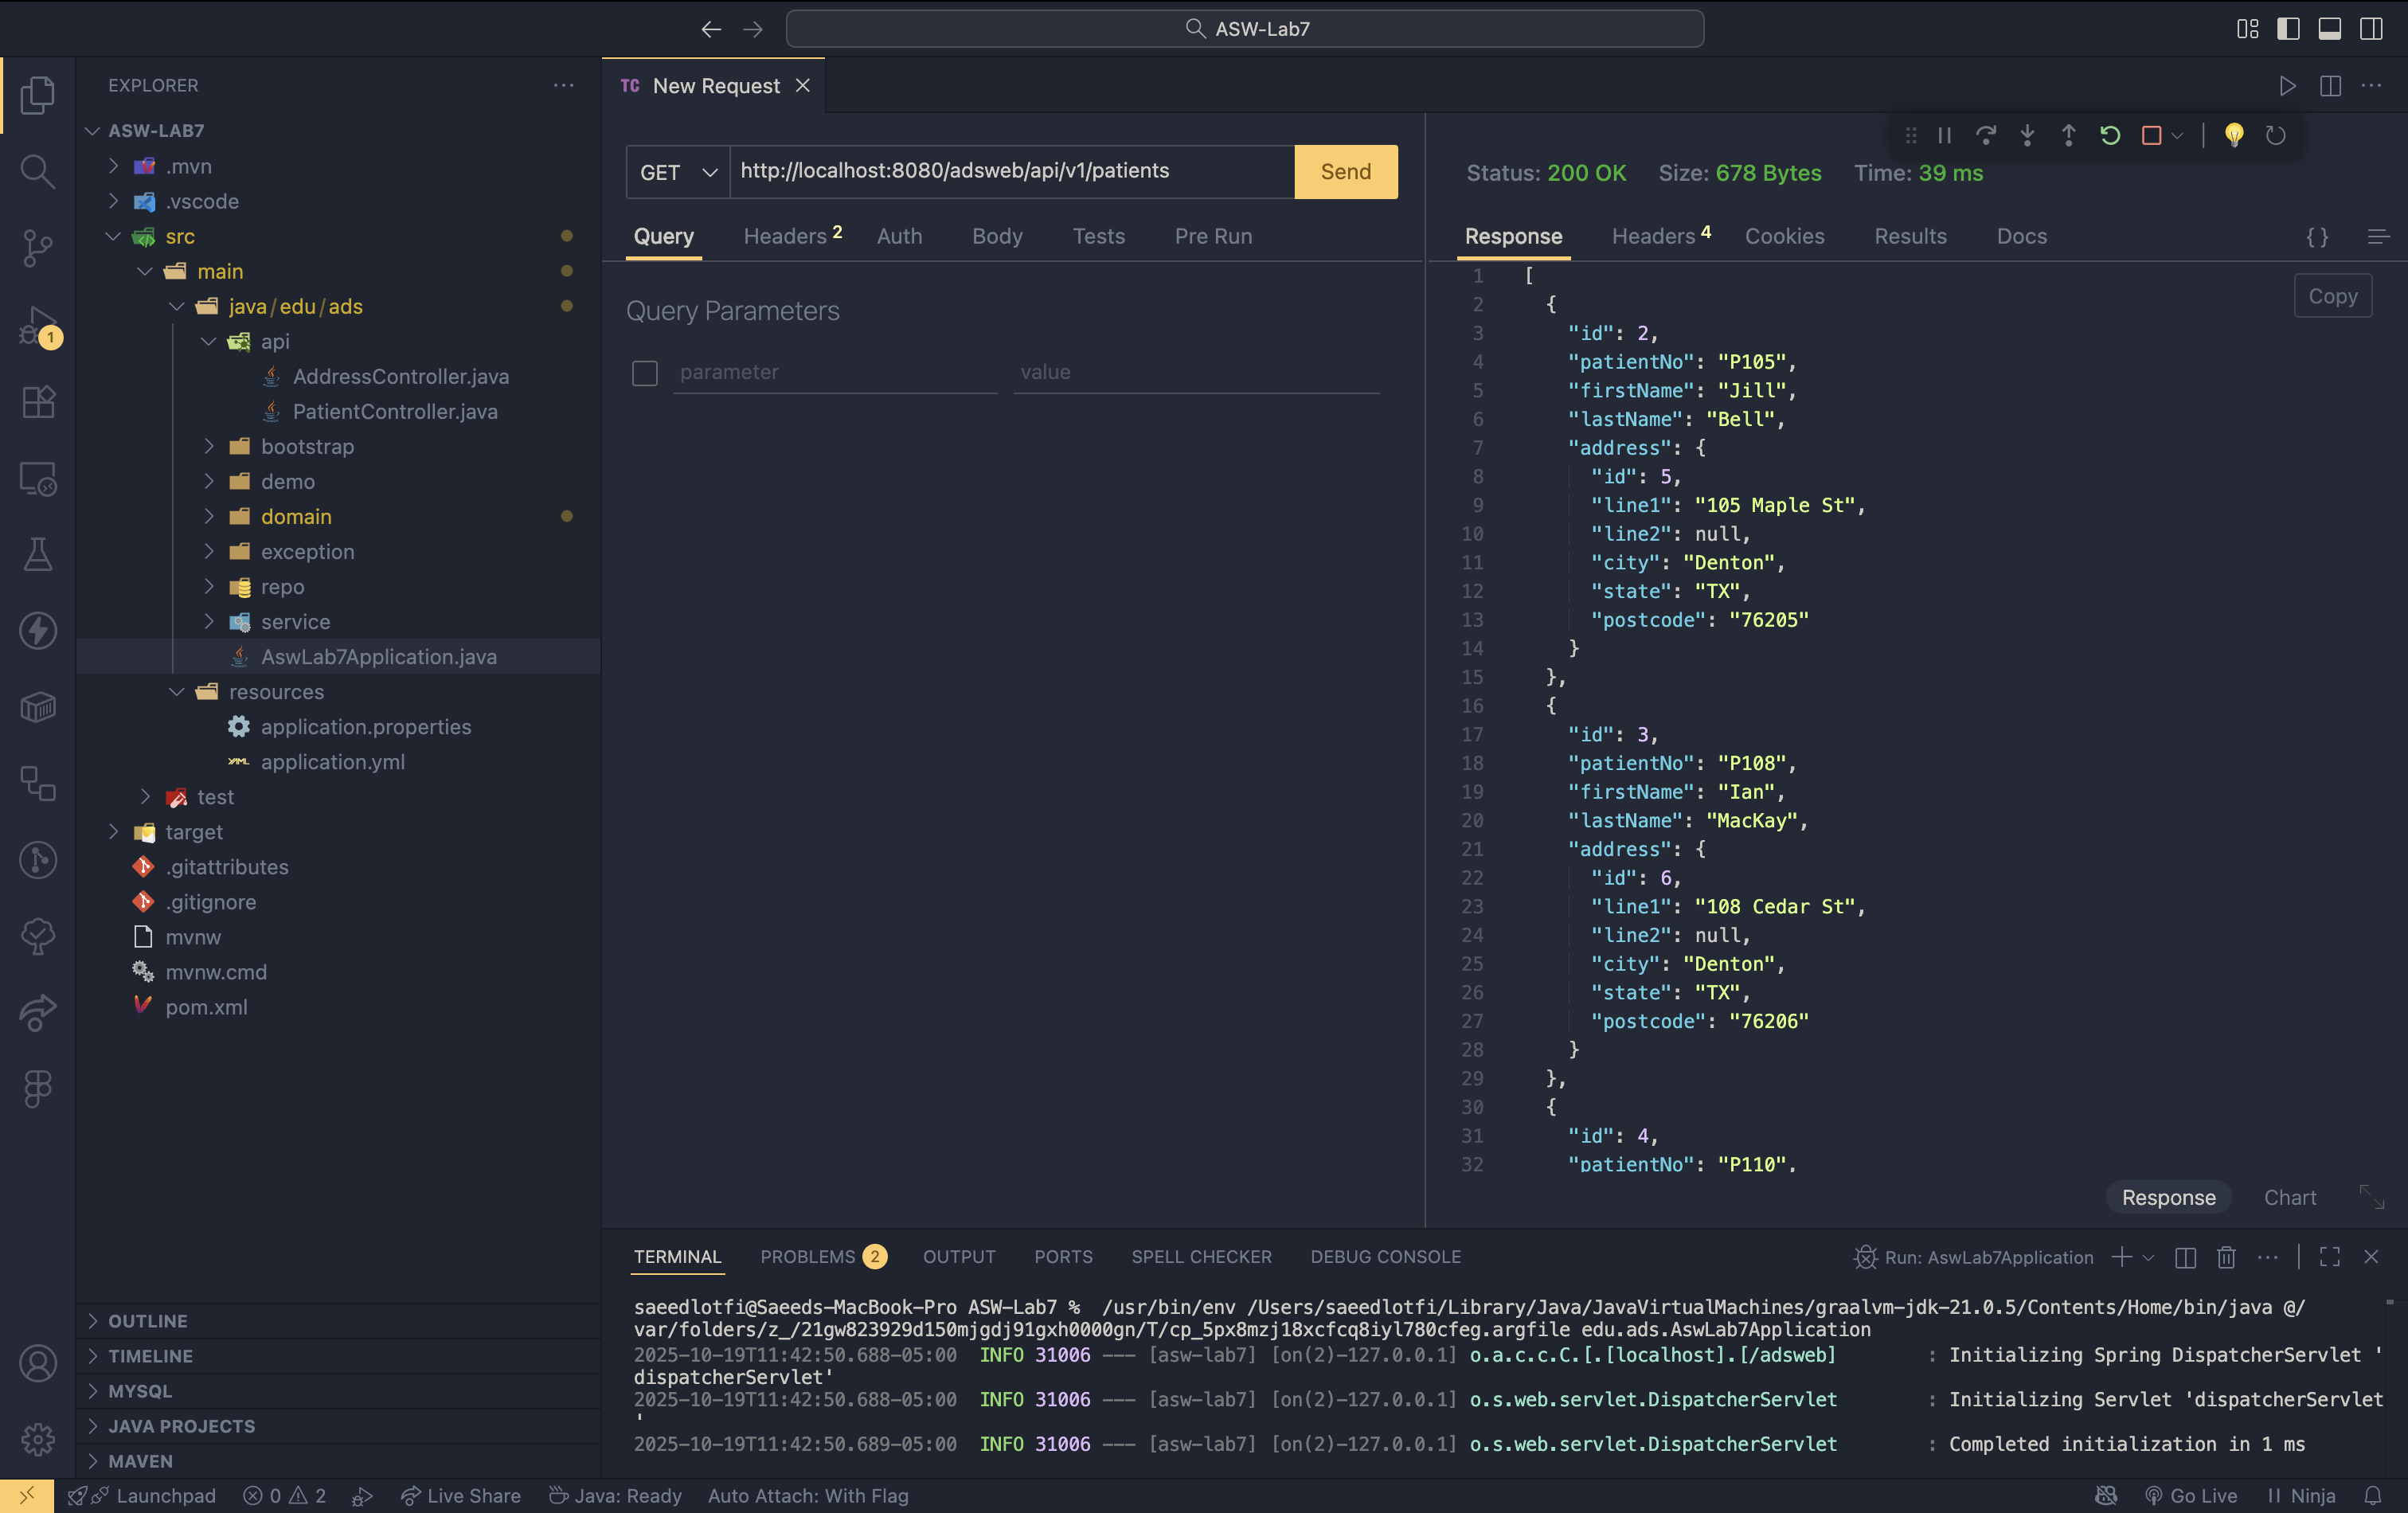 ASW-Lab7
EXPLORER
ASW-LAB7
.mvn
.vscode
src
main
java/edu/ads
api
AddressController.java
PatientController.java
bootstrap
demo
domain
exception
repo
service
AswLab7Application.java
resources
application.properties
application.yml
test
target
.gitattributes
.gitignore
mvnw
mvnw.cmd
pom.xml
OUTLINE
TIMELINE
MYSQL
JAVA PROJECTS
MAVEN
1
TC New Request
GET http://localhost:8080/adsweb/api/v1/patients Send
Query Headers 2 Auth Body Tests Pre Run
Query Parameters
parameter value
Status: 200 OK Size: 678 Bytes Time: 39 ms
Response Headers 4 Cookies Results Docs { }
Copy
1 [
2 {
3 "id": 2,
4 "patientNo": "P105",
5 "firstName": "Jill",
6 "lastName": "Bell",
7 "address": {
8 "id": 5,
9 "line1": "105 Maple St",
10 "line2": null,
11 "city": "Denton",
12 "state": "TX",
13 "postcode": "76205"
14 }
15 },
16 {
17 "id": 3,
18 "patientNo": "P108",
19 "firstName": "Ian",
20 "lastName": "MacKay",
21 "address": {
22 "id": 6,
23 "line1": "108 Cedar St",
24 "line2": null,
25 "city": "Denton",
26 "state": "TX",
27 "postcode": "76206"
28 }
29 },
30 {
31 "id": 4,
32 "patientNo": "P110",
Response Chart
TERMINAL PROBLEMS 2 OUTPUT PORTS SPELL CHECKER DEBUG CONSOLE Run: AswLab7Application
saeedlotfi@Saeeds-MacBook-Pro ASW-Lab7 % /usr/bin/env /Users/saeedlotfi/Library/Java/JavaVirtualMachines/graalvm-jdk-21.0.5/Contents/Home/bin/java @/
var/folders/z_/21gw823929d150mjgdj91gxh0000gn/T/cp_5px8mzj18xcfcq8iyl780cfeg.argfile edu.ads.AswLab7Application
2025-10-19T11:42:50.688-05:00 INFO 31006 --- [asw-lab7] [on(2)-127.0.0.1] o.a.c.c.C.[.[localhost].[/adsweb] : Initializing Spring DispatcherServlet '
dispatcherServlet'
2025-10-19T11:42:50.688-05:00 INFO 31006 --- [asw-lab7] [on(2)-127.0.0.1] o.s.web.servlet.DispatcherServlet : Initializing Servlet 'dispatcherServlet
'
2025-10-19T11:42:50.689-05:00 INFO 31006 --- [asw-lab7] [on(2)-127.0.0.1] o.s.web.servlet.DispatcherServlet : Completed initialization in 1 ms
Launchpad 0 2 Live Share Java: Ready Auto Attach: With Flag Go Live Ninja